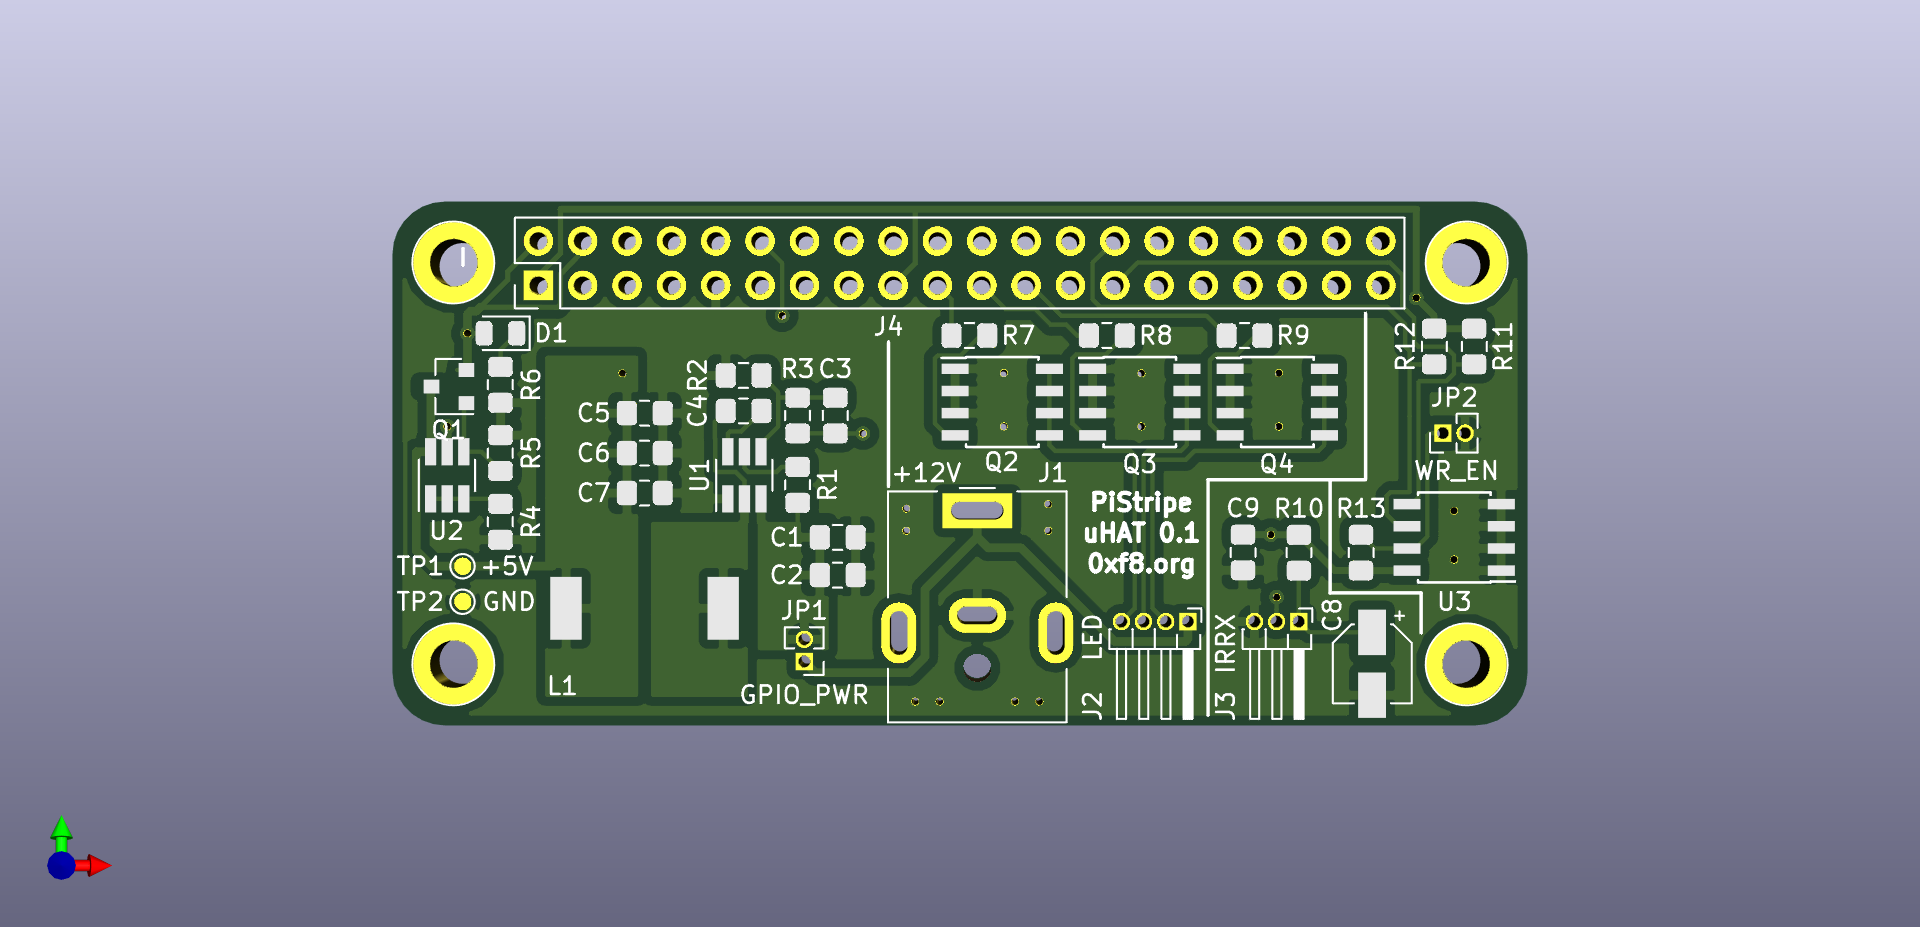 J4
D1
R7
R8
R9
R12
R11
R2
R3
C3
R6
JP2
C5
C4
Q1
C6
R5
U1
R1
C7
Q2
Q3
Q4
+12V
J1
WR_EN
PiStripe
uHAT 0.1
0xf8.org
C9
R10
R13
U2
R4
C1
TP1
+5V
C2
TP2
GND
JP1
U3
C8
+
LED
IRRX
L1
GPIO_PWR
J2
J3